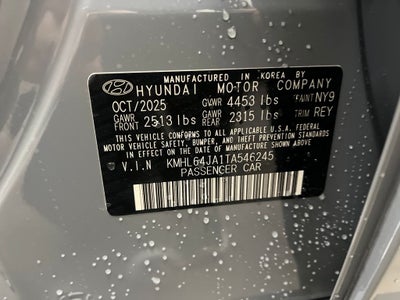 MANUFACTURED IN KOREA BY
HYUNDAI MOTOR COMPANY
OCT/2025 GVWR 4453 lbs PAINT NY9
GAWR FRONT 2513 lbs GAWR REAR 2315 lbs TRIM REY
THIS VEHICLE CONFORMS TO ALL APPLICABLE U.S.A. FEDERAL
MOTOR VEHICLE SAFETY, BUMPER, AND THEFT PREVENTION STANDARDS
IN EFFECT ON THE DATE OF MANUFACTURE SHOWN ABOVE.
V.I.N KMHL64JA1TA546245
PASSENGER CAR